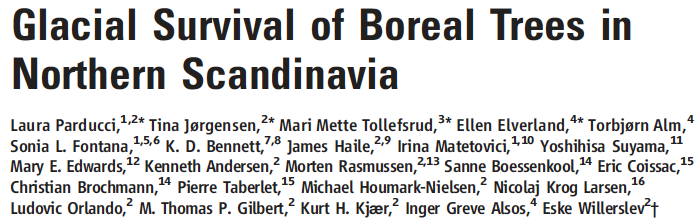 Glacial Survival of Boreal Trees in
Northern Scandinavia
Laura Parducci,1,2* Tina Jørgensen,2* Mari Mette Tollefsrud,3* Ellen Elverland,4* Torbjørn Alm,4
Sonia L. Fontana,1,5,6 K. D. Bennett,7,8 James Haile,2,9 Irina Matetovici,1,10 Yoshihisa Suyama,11
Mary E. Edwards,12 Kenneth Andersen,2 Morten Rasmussen,2,13 Sanne Boessenkool,14 Eric Coissac,15
Christian Brochmann,14 Pierre Taberlet,15 Michael Houmark-Nielsen,2 Nicolaj Krog Larsen,16
Ludovic Orlando,2 M. Thomas P. Gilbert,2 Kurt H. Kjær,2 Inger Greve Alsos,4 Eske Willerslev2†